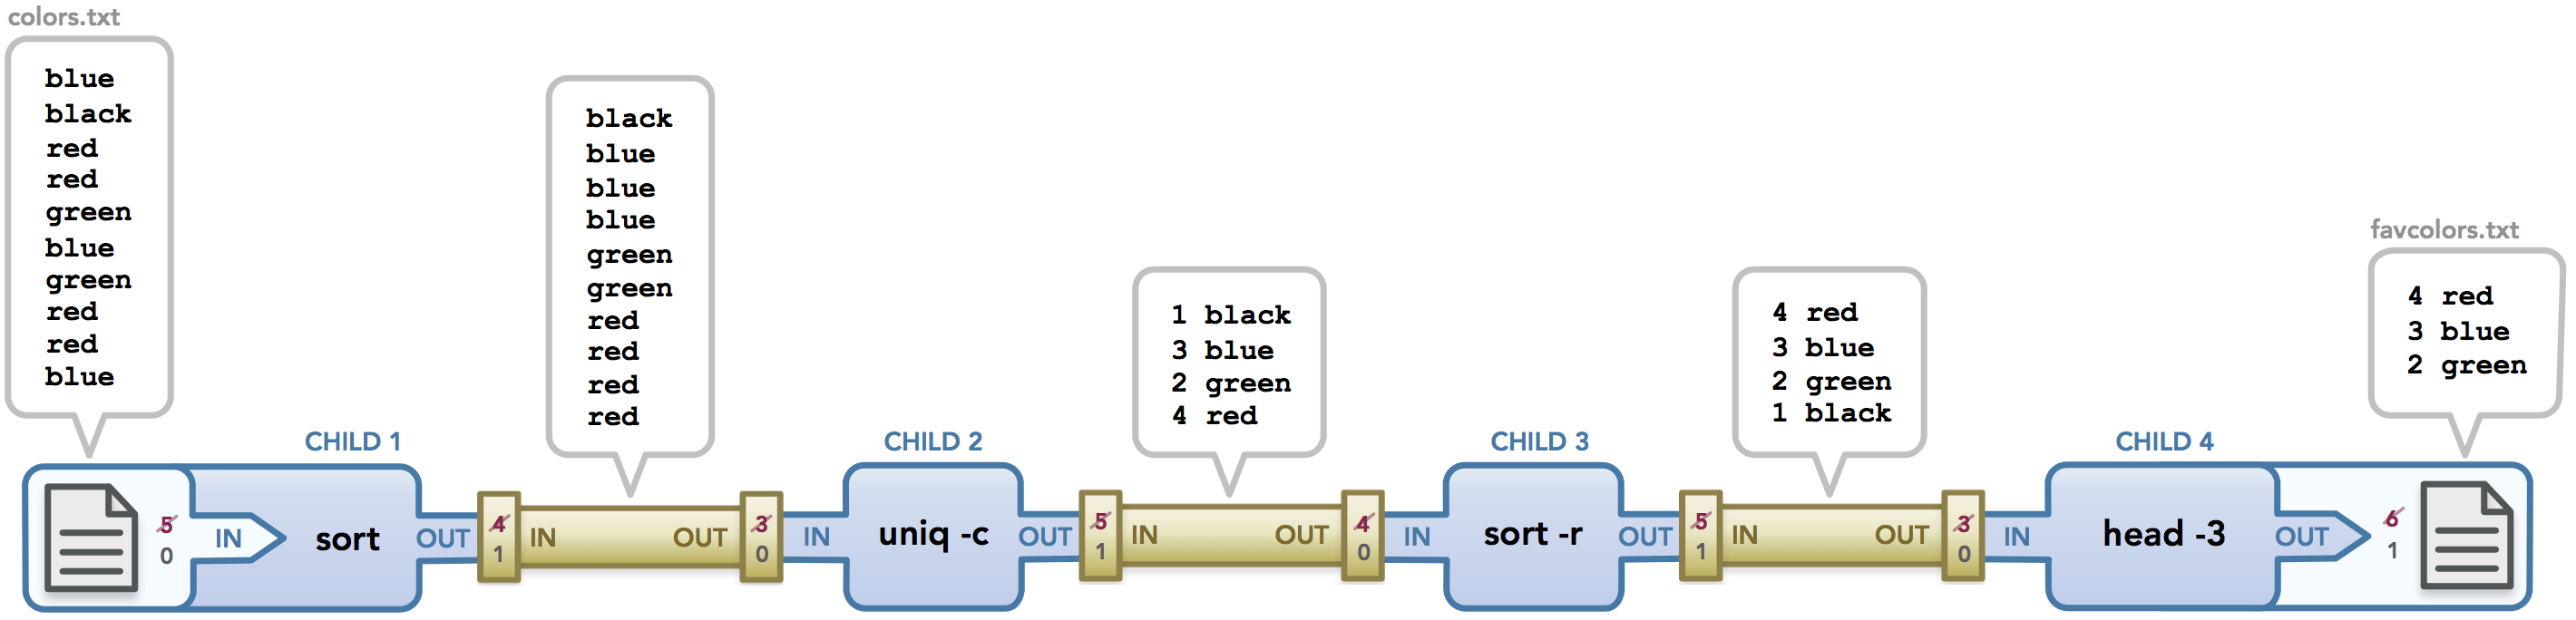 colors.txt
blue
black
red
red
green
blue
green
red
red
blue
black
blue
blue
blue
green
green
red
red
red
red
1 black
3 blue
2 green
4 red
4 red
3 blue
2 green
1 black
favcolors.txt
4 red
3 blue
2 green
CHILD 1
CHILD 2
CHILD 3
CHILD 4
5
0
IN
sort
OUT
4
1
IN
OUT
3
0
IN
uniq -c
OUT
5
1
IN
OUT
4
0
IN
sort -r
OUT
5
1
IN
OUT
3
0
IN
head -3
OUT
6
1